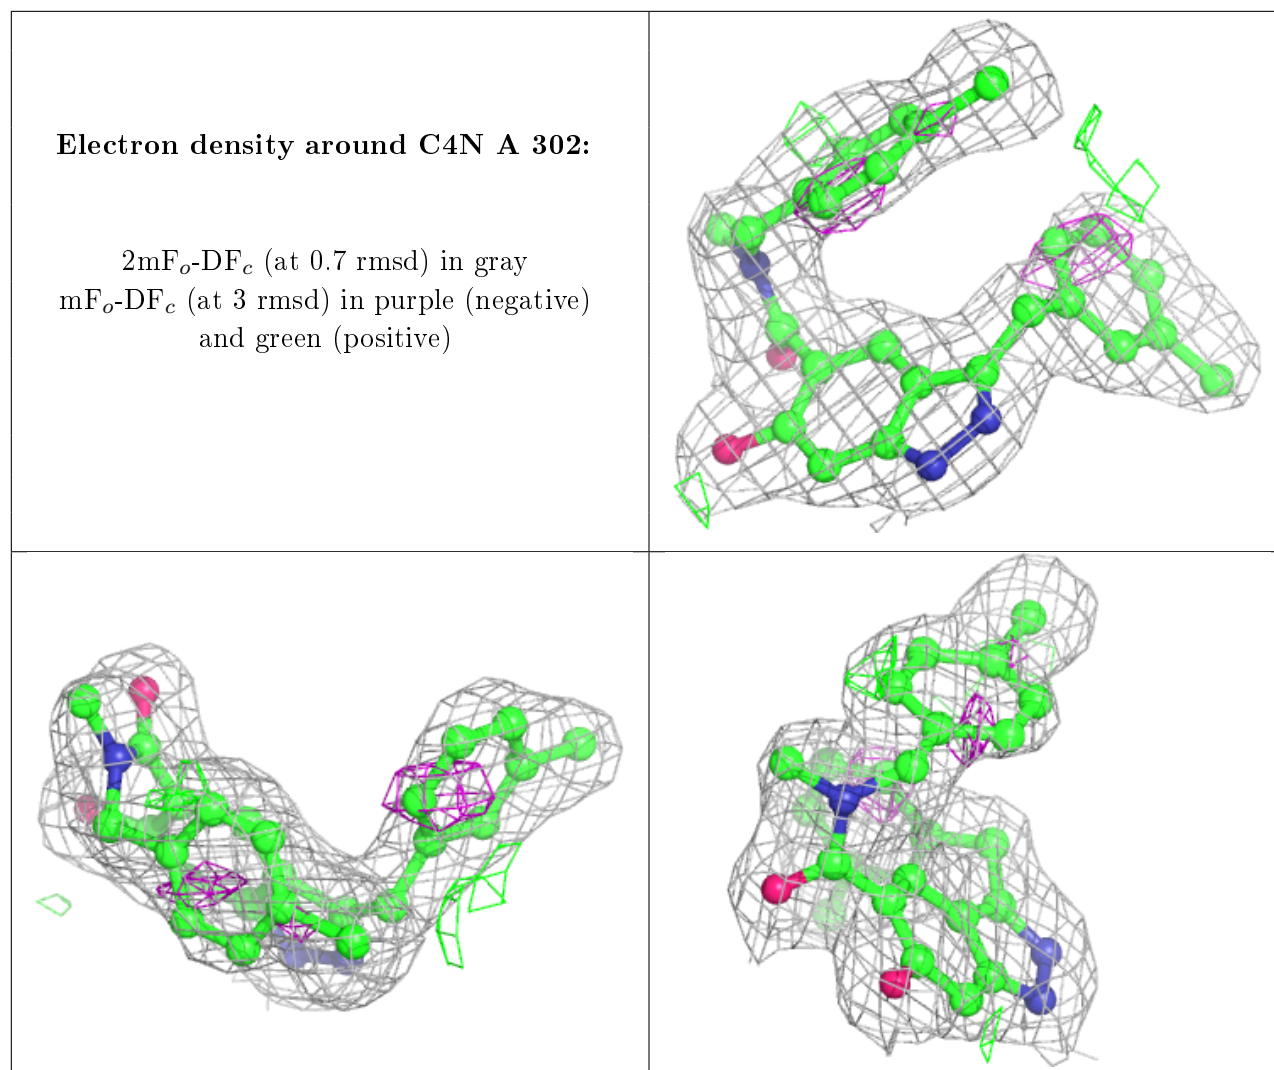 Electron density around C4N A 302:
2mFo-DFc (at 0.7 rmsd) in gray
mFo-DFc (at 3 rmsd) in purple (negative)
and green (positive)